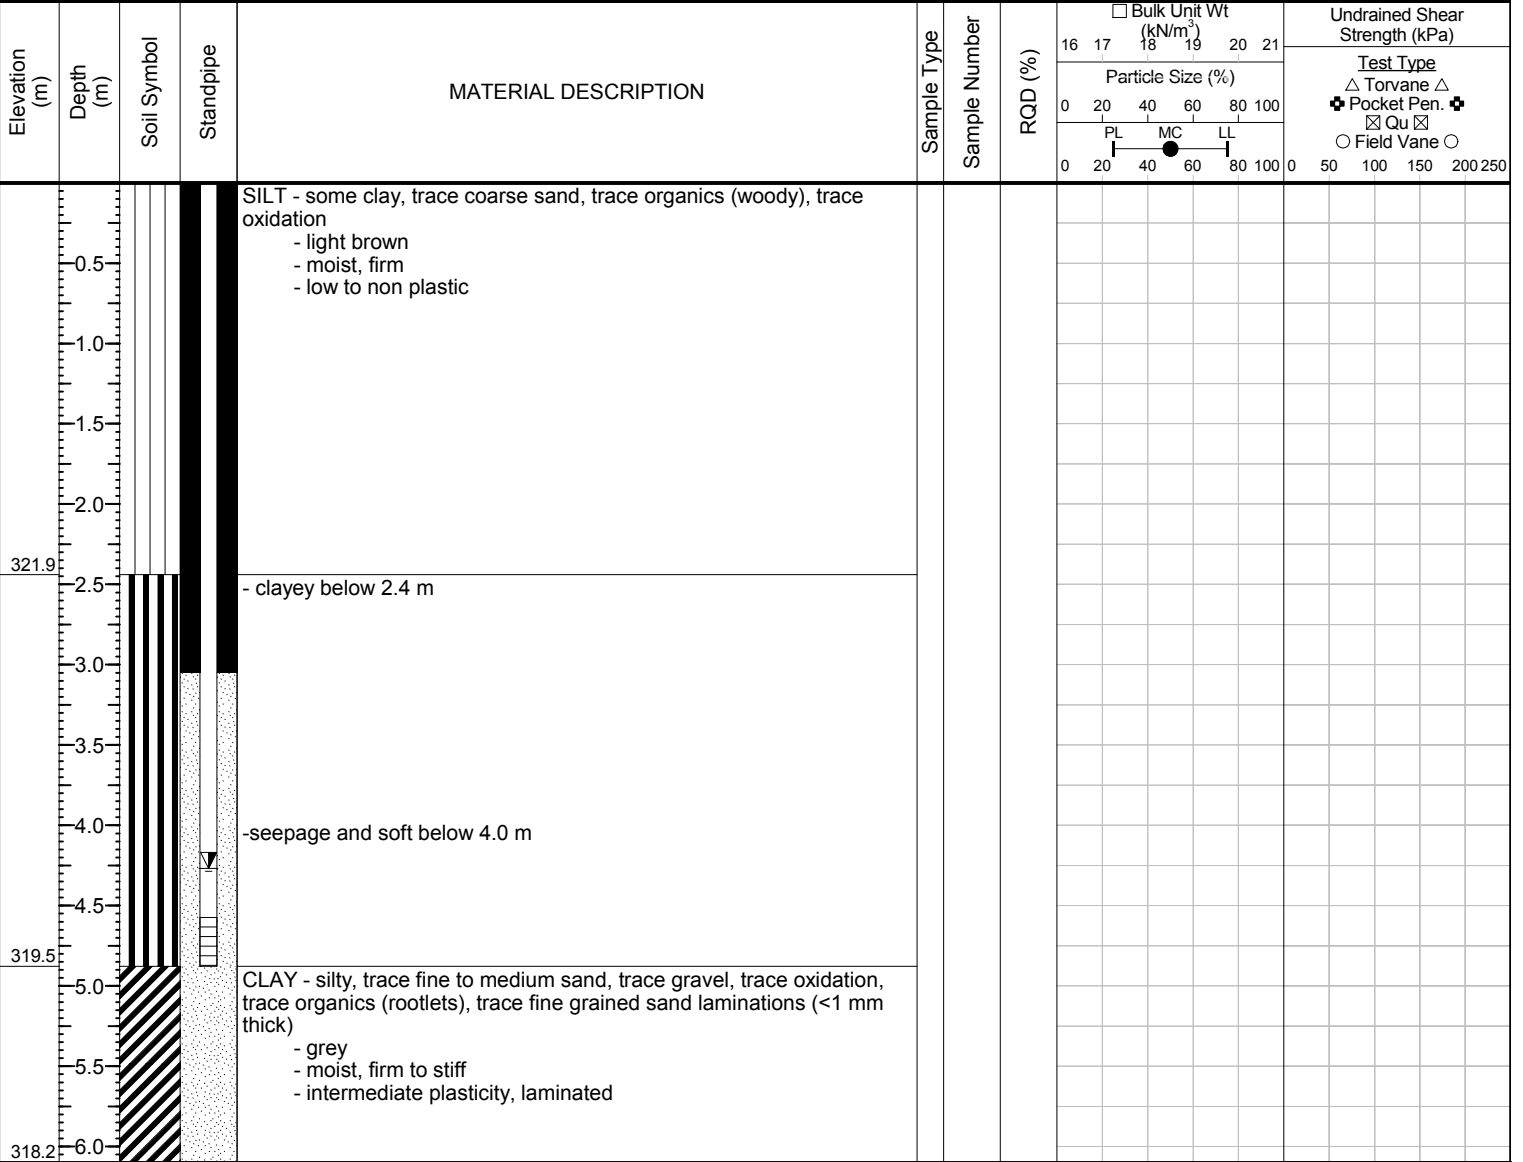 Elevation
(m)
Depth
(m)
Soil Symbol
Standpipe
MATERIAL DESCRIPTION
Sample Type
Sample Number
RQD (%)
Bulk Unit Wt
(kN/m³)
16 17 18 19 20 21
Particle Size (%)
0 20 40 60 80 100
PL MC LL
0 20 40 60 80 100
Undrained Shear
Strength (kPa)
Test Type
△ Torvane △
Pocket Pen.
☒ Qu ☒
○ Field Vane ○
0 50 100 150 200 250
SILT - some clay, trace coarse sand, trace organics (woody), trace
oxidation
- light brown
-0.5
- moist, firm
- low to non plastic
-1.0
-1.5
-2.0
321.9
-2.5
- clayey below 2.4 m
-3.0
-3.5
-4.0
-seepage and soft below 4.0 m
-4.5
319.5
-5.0
CLAY - silty, trace fine to medium sand, trace gravel, trace oxidation,
trace organics (rootlets), trace fine grained sand laminations (<1 mm
thick)
- grey
-5.5
- moist, firm to stiff
- intermediate plasticity, laminated
318.2
-6.0